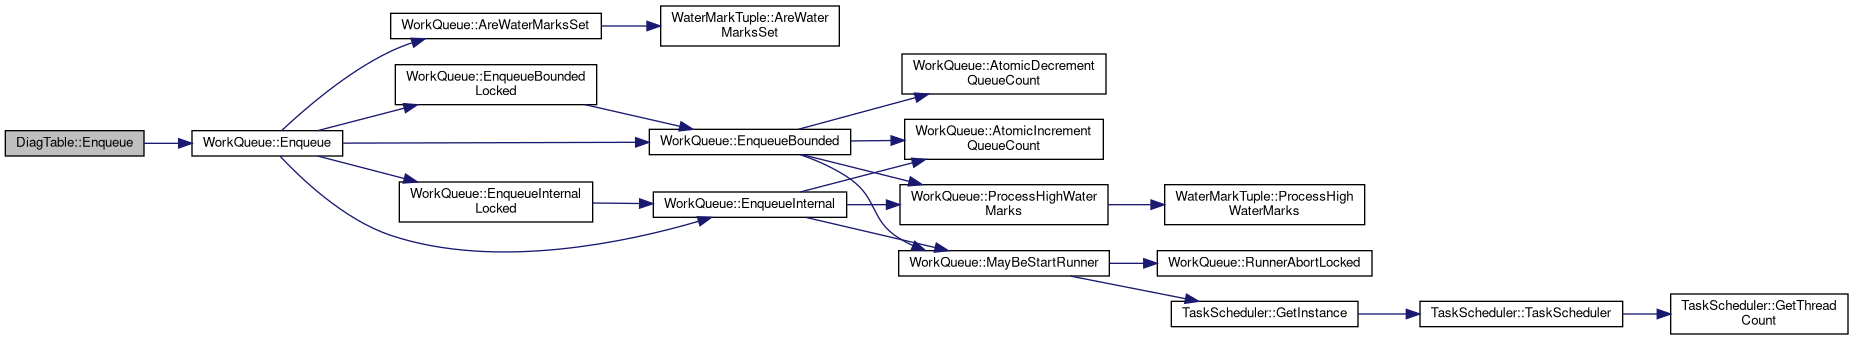 DiagTable::Enqueue
WorkQueue::Enqueue
WorkQueue::AreWaterMarksSet
WaterMarkTuple::AreWater
MarksSet
WorkQueue::EnqueueBounded
Locked
WorkQueue::EnqueueBounded
WorkQueue::EnqueueInternal
Locked
WorkQueue::EnqueueInternal
WorkQueue::AtomicDecrement
QueueCount
WorkQueue::AtomicIncrement
QueueCount
WorkQueue::ProcessHighWater
Marks
WaterMarkTuple::ProcessHigh
WaterMarks
WorkQueue::MayBeStartRunner
WorkQueue::RunnerAbortLocked
TaskScheduler::GetInstance
TaskScheduler::TaskScheduler
TaskScheduler::GetThread
Count